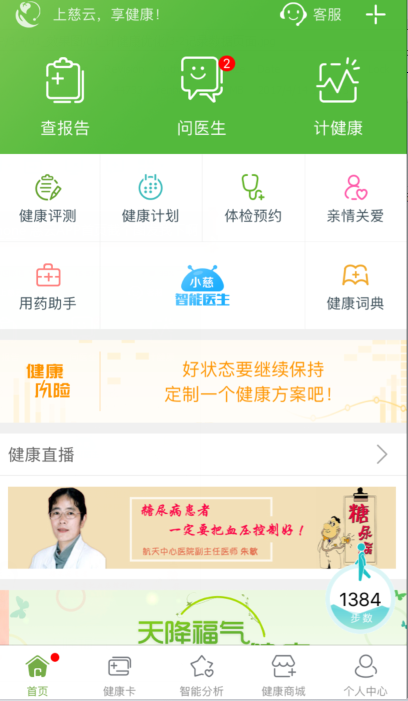 上慈云，享健康！
客服
查报告
问医生
2
计健康
健康评测
健康计划
体检预约
亲情关爱
用药助手
小慈
智能医生
健康词典
健康
风险
好状态要继续保持
定制一个健康方案吧！
健康直播
糖尿病患者
一定要把血压控制好！
航天中心医院副主任医师 朱敏
糖尿病
1384
步数
天降福气
首页
健康卡
智能分析
健康商城
个人中心